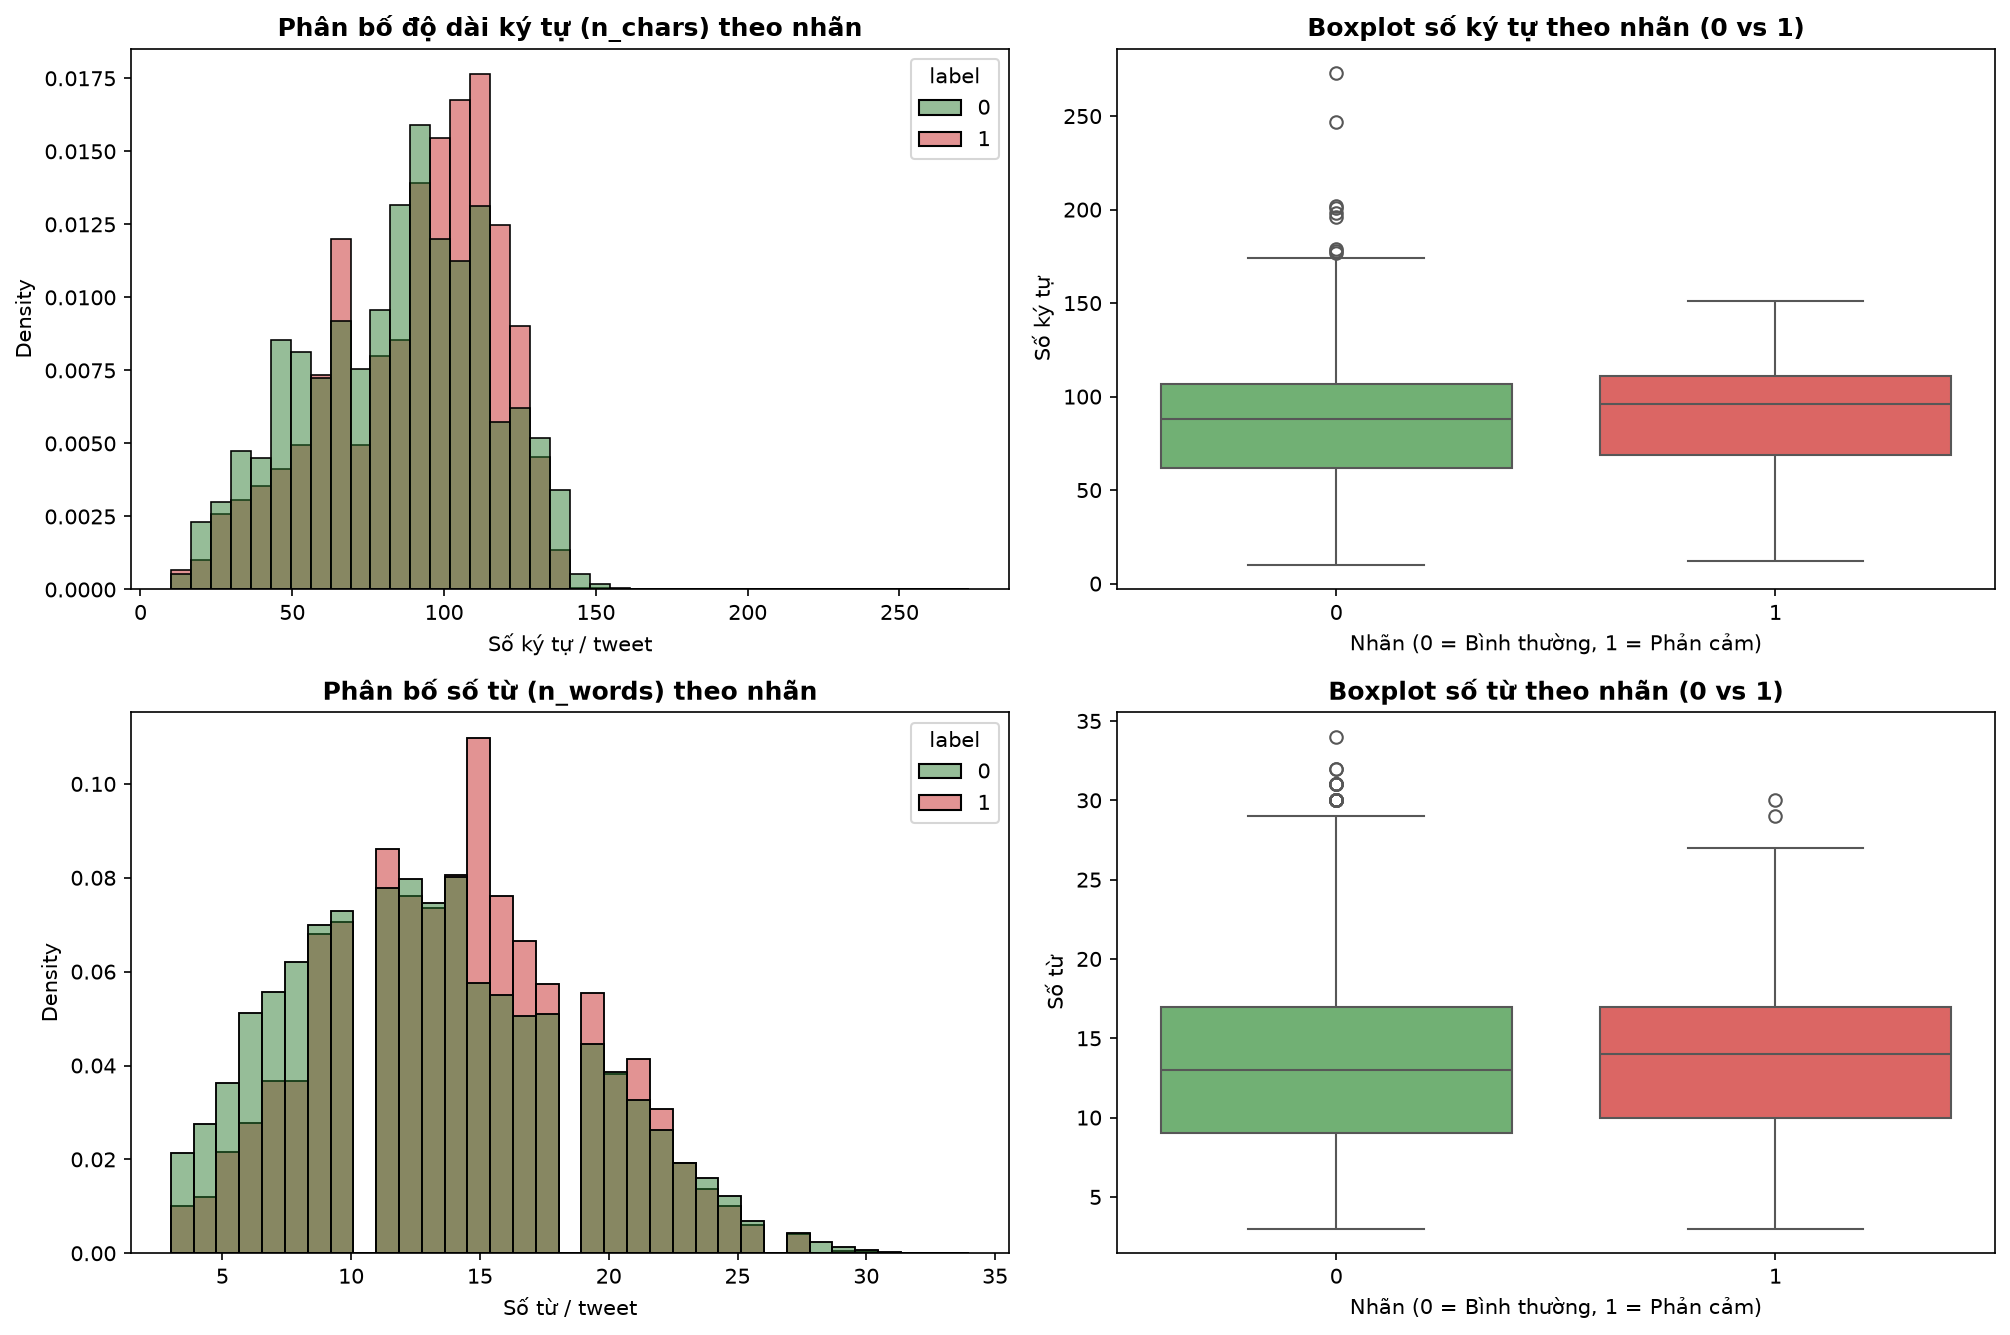 Phân bố độ dài ký tự (n_chars) theo nhãn
Density
0.0175
0.0150
0.0125
0.0100
0.0075
0.0050
0.0025
0.0000
0 50 100 150 200 250
Số ký tự / tweet
label
0
1
Boxplot số ký tự theo nhãn (0 vs 1)
Số ký tự
250
200
150
100
50
0
0 1
Nhãn (0 = Bình thường, 1 = Phản cảm)
Phân bố số từ (n_words) theo nhãn
Density
0.10
0.08
0.06
0.04
0.02
0.00
5 10 15 20 25 30 35
Số từ / tweet
label
0
1
Boxplot số từ theo nhãn (0 vs 1)
Số từ
35
30
25
20
15
10
5
0 1
Nhãn (0 = Bình thường, 1 = Phản cảm)